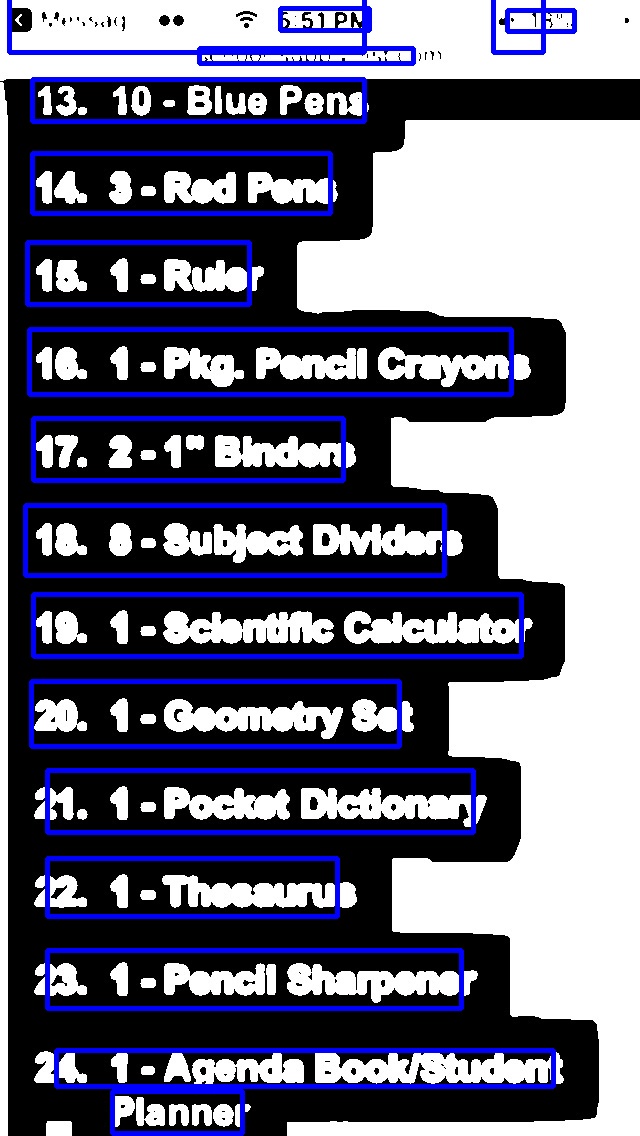 Messag 5:51 PM 18%
13. 10 - Blue Pens
14. 3 - Red Pens
15. 1 - Ruler
16. 1 - Pkg. Pencil Crayons
17. 2 - 1" Binders
18. 8 - Subject Dividers
19. 1 - Scientific Calculator
20. 1 - Geometry Set
21. 1 - Pocket Dictionary
22. 1 - Thesaurus
23. 1 - Pencil Sharpener
24. 1 - Agenda Book/Student
Planner